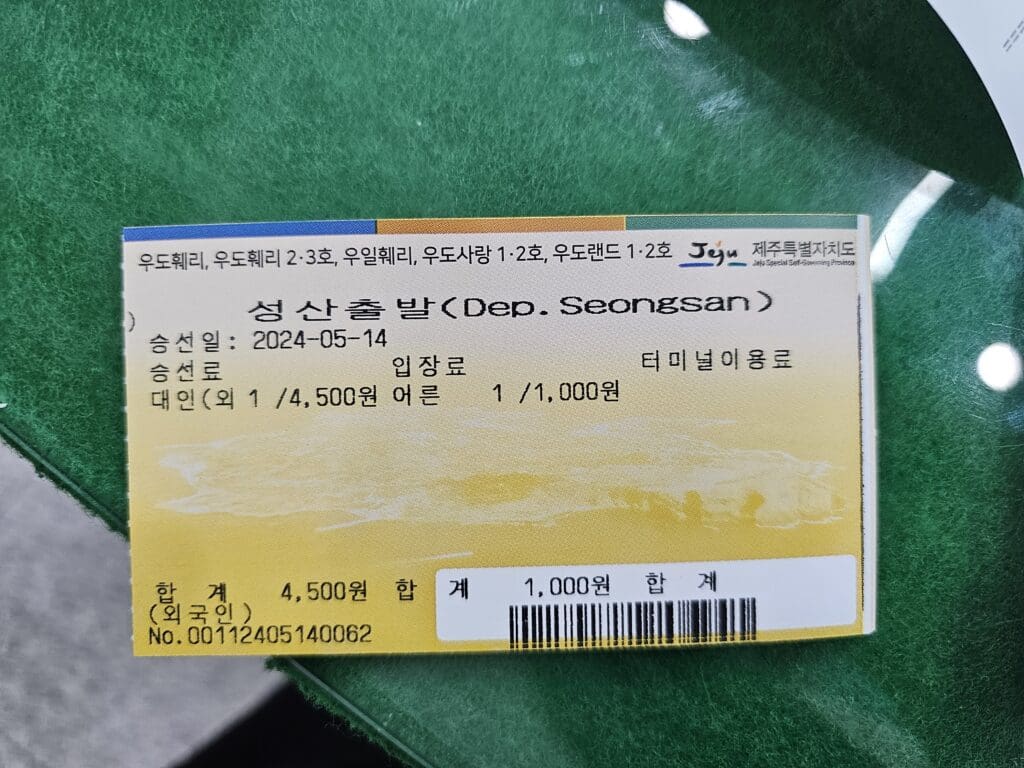 우도훼리, 우도훼리 2·3호, 우일훼리, 우도사랑 1·2호, 우도랜드 1·2호 Jeju 제주특별자치도
Jeju Special Self-Governing Province
성산출발(Dep.Seongsan)
)
승선일: 2024-05-14
승선료 입장료 터미널이용료
대인(외 1 /4,500원 어른 1 /1,000원
합 계 4,500원 합 계 1,000원 합 계
(외국인)
No.00112405140062